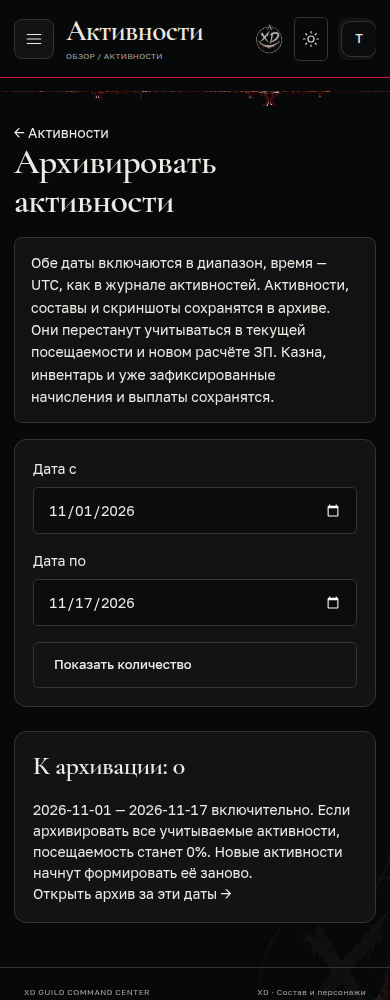 Активности
ОБЗОР / АКТИВНОСТИ
XD
T
← Активности
Архивировать
активности
Обе даты включаются в диапазон, время —
UTC, как в журнале активностей. Активности,
составы и скриншоты сохранятся в архиве.
Они перестанут учитываться в текущей
посещаемости и новом расчёте ЗП. Казна,
инвентарь и уже зафиксированные
начисления и выплаты сохранятся.
Дата с
11/01/2026
Дата по
11/17/2026
Показать количество
К архивации: 0
2026-11-01 — 2026-11-17 включительно. Если
архивировать все учитываемые активности,
посещаемость станет 0%. Новые активности
начнут формировать её заново.
Открыть архив за эти даты →
XD GUILD COMMAND CENTER
XD · Состав и персонажи